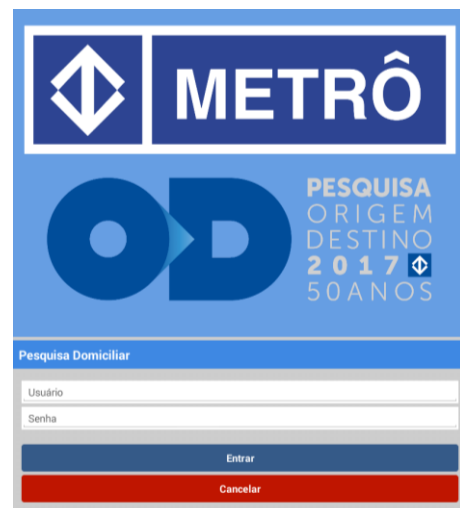 METRÔ
OD
PESQUISA
ORIGEM
DESTINO
2017
50ANOS
Pesquisa Domiciliar
Usuário
Senha
Entrar
Cancelar